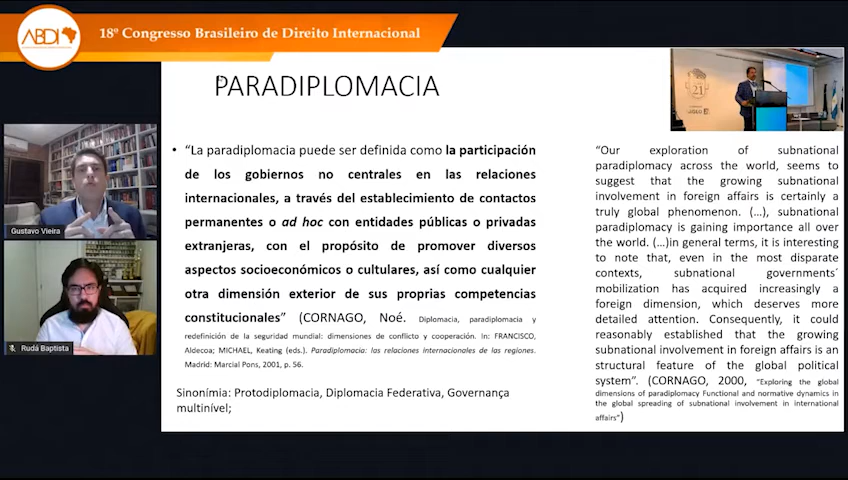 ABDI
18º Congresso Brasileiro de Direito Internacional
PARADIPLOMACIA
• “La paradiplomacia puede ser definida como la participación
de los gobiernos no centrales en las relaciones
internacionales, a través del establecimiento de contactos
permanentes o ad hoc con entidades públicas o privadas
extranjeras, con el propósito de promover diversos
aspectos socioeconómicos o culturales, así como cualquier
otra dimensión exterior de sus proprias competencias
constitucionales” (CORNAGO, Noé. Diplomacia, paradiplomacia y
redefinición de la seguridad mundial: dimensiones de conflicto y cooperación. In: FRANCISCO,
Aldecoa; MICHAEL, Keating (eds.). Paradiplomacia: las relaciones internacionales de las regiones.
Madrid: Marcial Pons, 2001, p. 56.
Sinonímia: Protodiplomacia, Diplomacia Federativa, Governança
multinível;
“Our exploration of subnational
paradiplomacy across the world, seems to
suggest that the growing subnational
involvement in foreign affairs is certainly a
truly global phenomenon. (…), subnational
paradiplomacy is gaining importance all over
the world. (…)in general terms, it is interesting
to note that, even in the most disparate
contexts, subnational governments´
mobilization has acquired increasingly a
foreign dimension, which deserves more
detailed attention. Consequently, it could
reasonably established that the growing
subnational involvement in foreign affairs is an
structural feature of the global political
system”. (CORNAGO, 2000, “Exploring the global
dimensions of paradiplomacy Functional and normative dynamics in
the global spreading of subnational involvement in international
affairs”)
Gustavo Vieira
Rudá Baptista
21